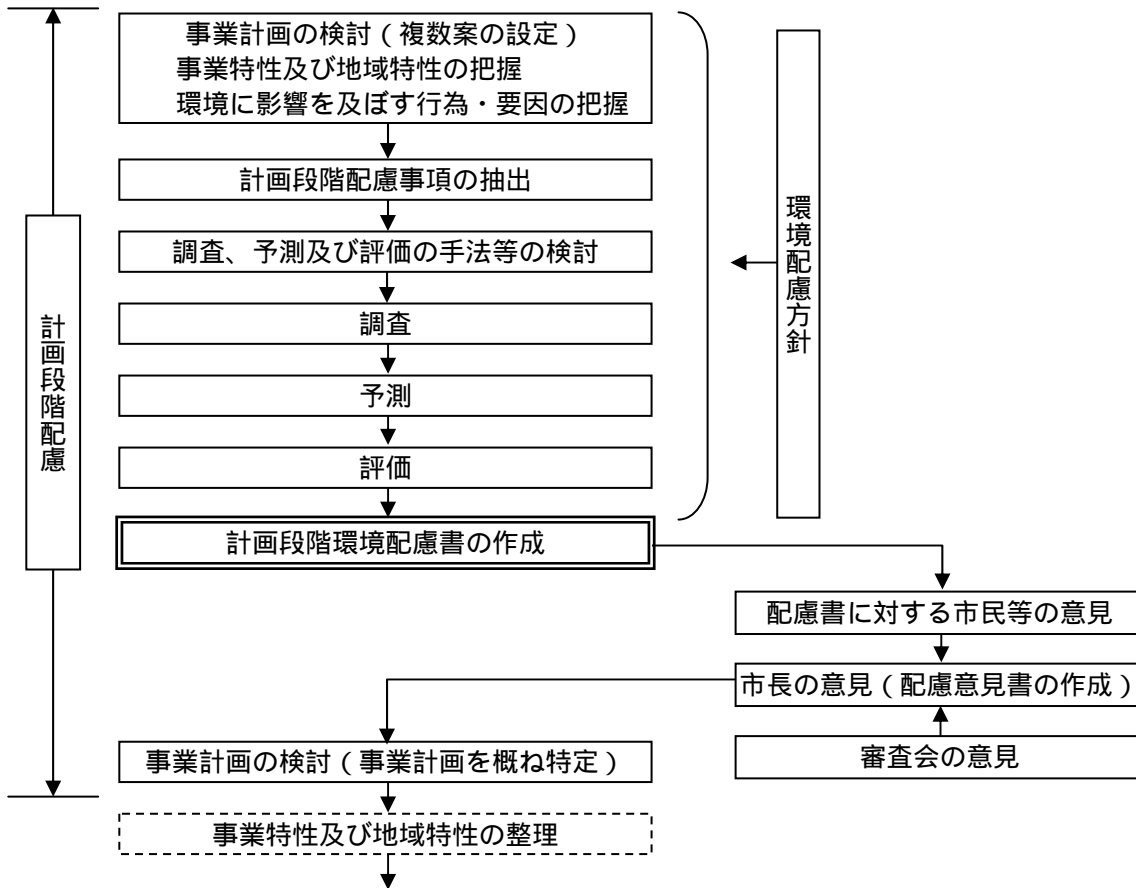 事業計画の検討(複数案の設定)
事業特性及び地域特性の把握
環境に影響を及ぼす行為・要因の把握
計画段階配慮事項の抽出
調査、予測及び評価の手法等の検討
調査
予測
評価
計画段階環境配慮書の作成
計画段階配慮
環境配慮方針
配慮書に対する市民等の意見
市長の意見(配慮意見書の作成)
審査会の意見
事業計画の検討(事業計画を概ね特定)
事業特性及び地域特性の整理